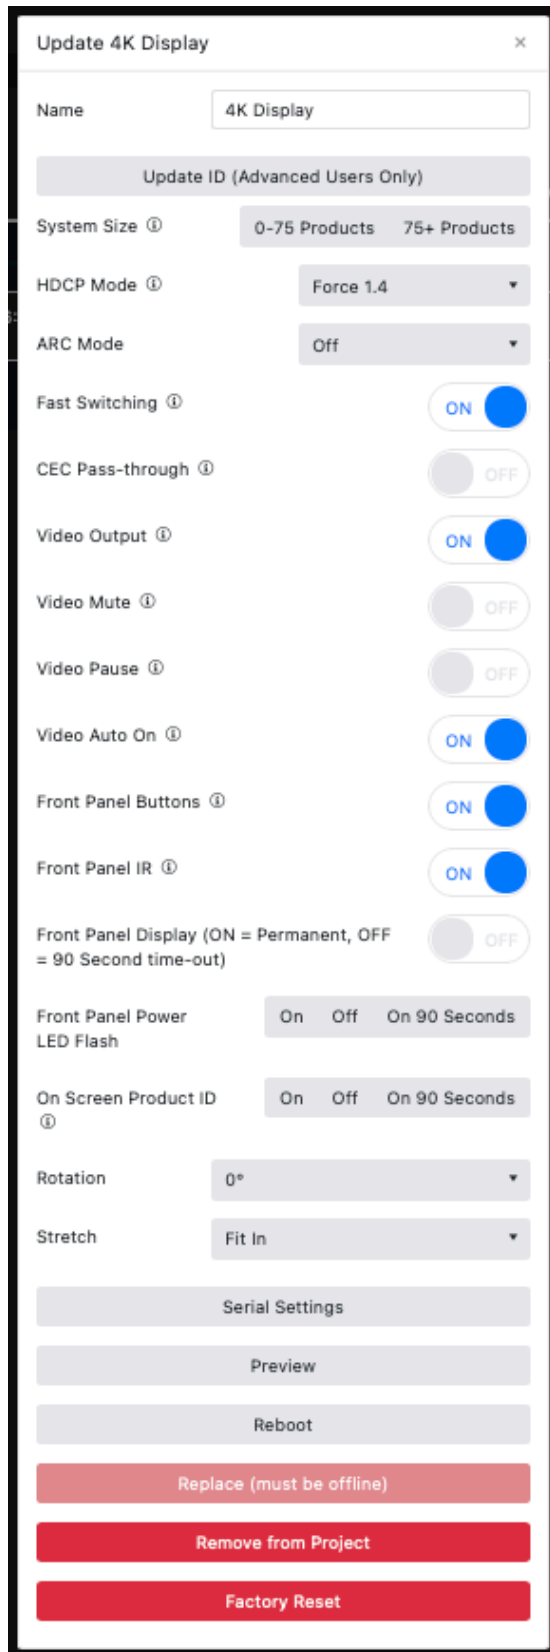 Update 4K Display ×
Name 4K Display
Update ID (Advanced Users Only)
System Size ⓘ 0-75 Products 75+ Products
HDCP Mode ⓘ Force 1.4
ARC Mode Off
Fast Switching ⓘ ON
CEC Pass-through ⓘ OFF
Video Output ⓘ ON
Video Mute ⓘ OFF
Video Pause ⓘ OFF
Video Auto On ⓘ ON
Front Panel Buttons ⓘ ON
Front Panel IR ⓘ ON
Front Panel Display (ON = Permanent, OFF
= 90 Second time-out) OFF
Front Panel Power
LED Flash On Off On 90 Seconds
On Screen Product ID
ⓘ On Off On 90 Seconds
Rotation 0°
Stretch Fit In
Serial Settings
Preview
Reboot
Replace (must be offline)
Remove from Project
Factory Reset